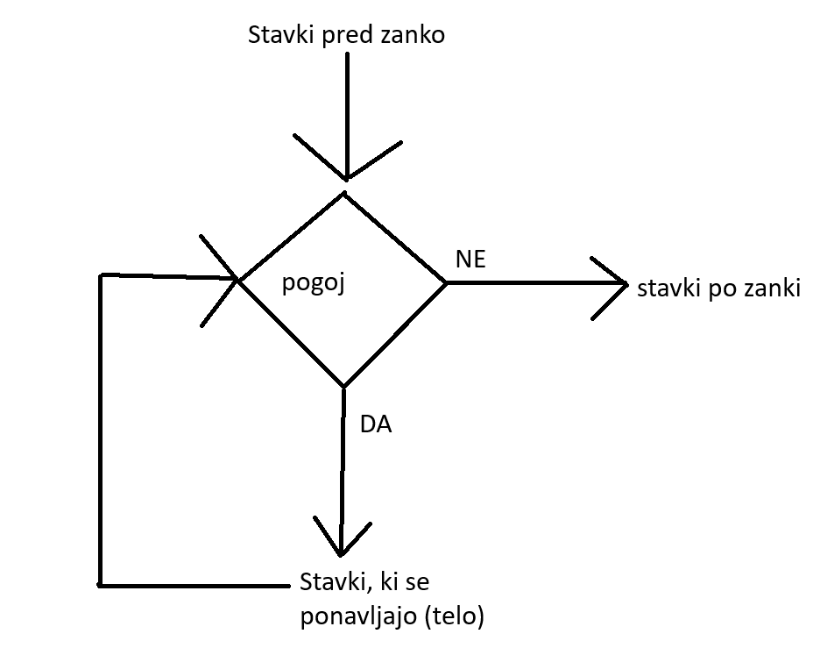 Stavki pred zanko
NE
pogoj
stavki po zanki
DA
Stavki, ki se
ponavljajo (telo)